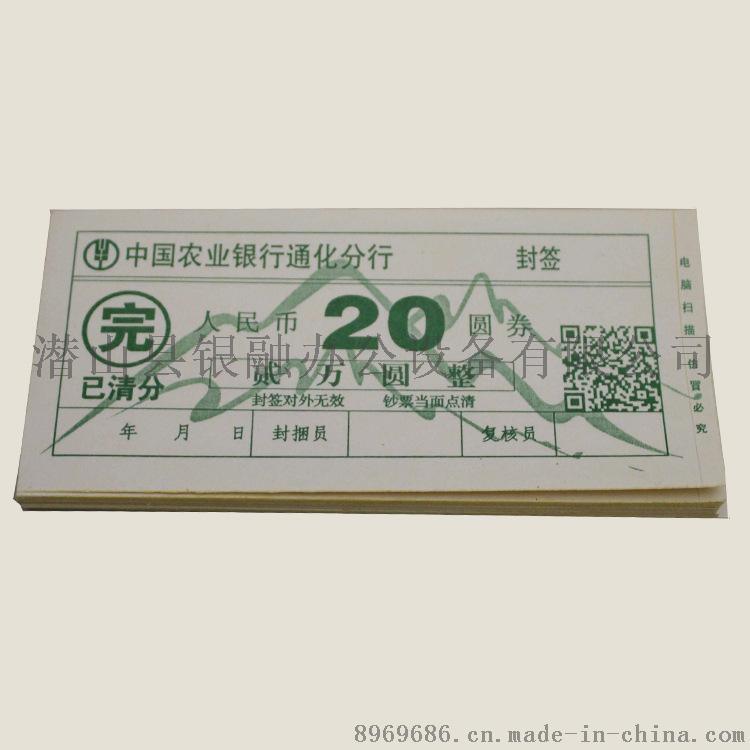 中国农业银行通化分行 封签
完 人民币 20 圆券
已清分 贰万圆整
封签对外无效 钞票当面点清
年 月 日 封捆员 复核员
电脑扫描
必究
潜山县银融办公设备有限公司
8969686.cn.made-in-china.com